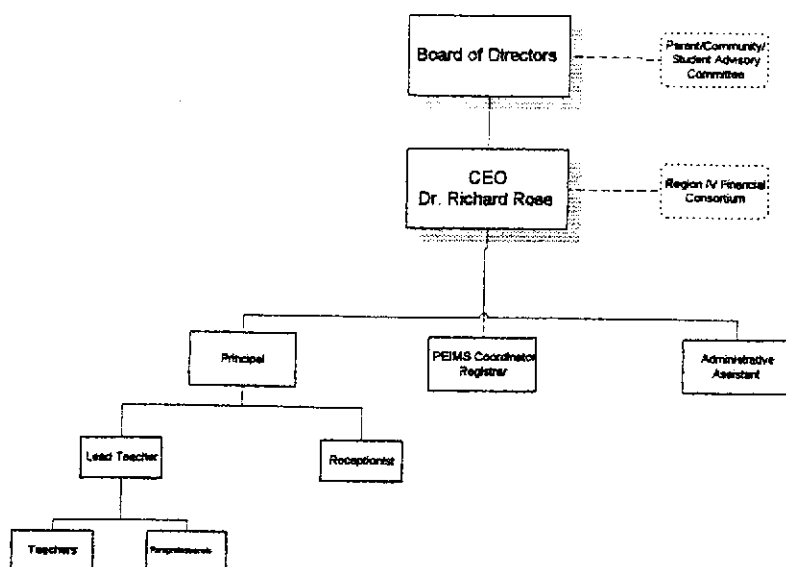 Board of Directors
Parent/Community/
Student Advisory
Committee
CEO
Dr. Richard Rose
Region IV Financial
Consortium
Principal
PEIMS Coordinator
Registrar
Administrative
Assistant
Lead Teacher
Receptionist
Teachers
Paraprofessionals